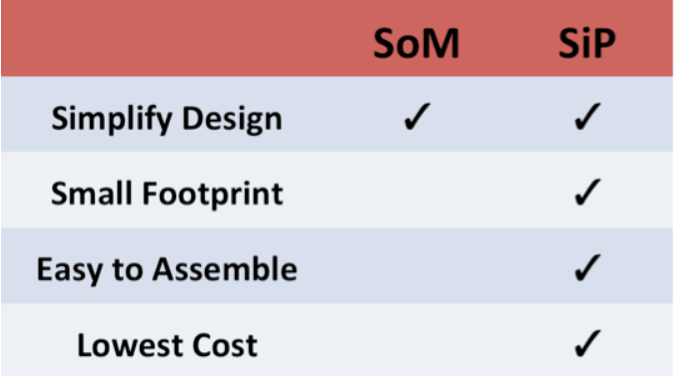 SoM SiP
Simplify Design ✓ ✓
Small Footprint ✓
Easy to Assemble ✓
Lowest Cost ✓